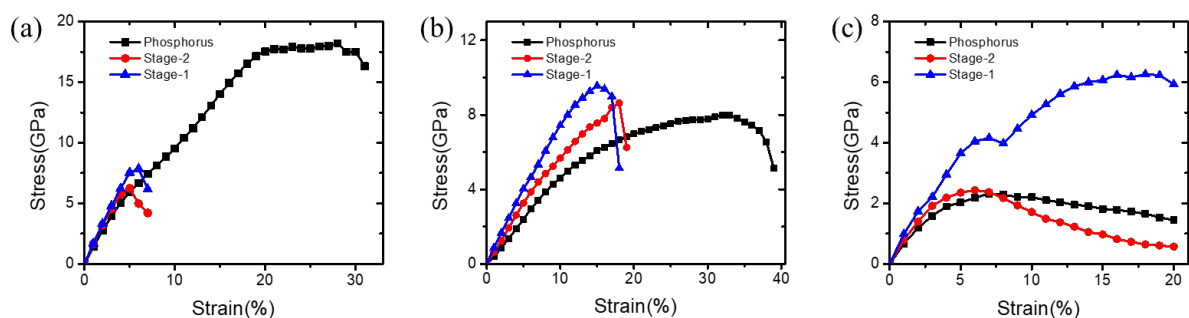 (a)
20
15
10
5
0
Stress(GPa)
Phosphorus
Stage-2
Stage-1
0 10 20 30
Strain(%)
(b)
12
8
4
0
Stress(GPa)
Phosphorus
Stage-2
Stage-1
0 10 20 30 40
Strain(%)
(c)
8
6
4
2
0
Stress(GPa)
Phosphorus
Stage-2
Stage-1
0 5 10 15 20
Strain(%)